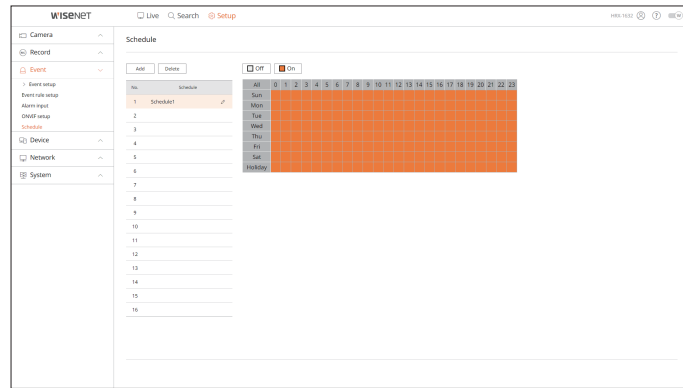 WISENET
Live Search Setup
HRX-1632
Camera
Record
Event
> Event setup
Event rule setup
Alarm input
ONVIF setup
Schedule
Device
Network
System
Schedule
Add Delete
No. Schedule
1 Schedule1
2
3
4
5
6
7
8
9
10
11
12
13
14
15
16
Off On
All 0 1 2 3 4 5 6 7 8 9 10 11 12 13 14 15 16 17 18 19 20 21 22 23
Sun
Mon
Tue
Wed
Thu
Fri
Sat
Holiday